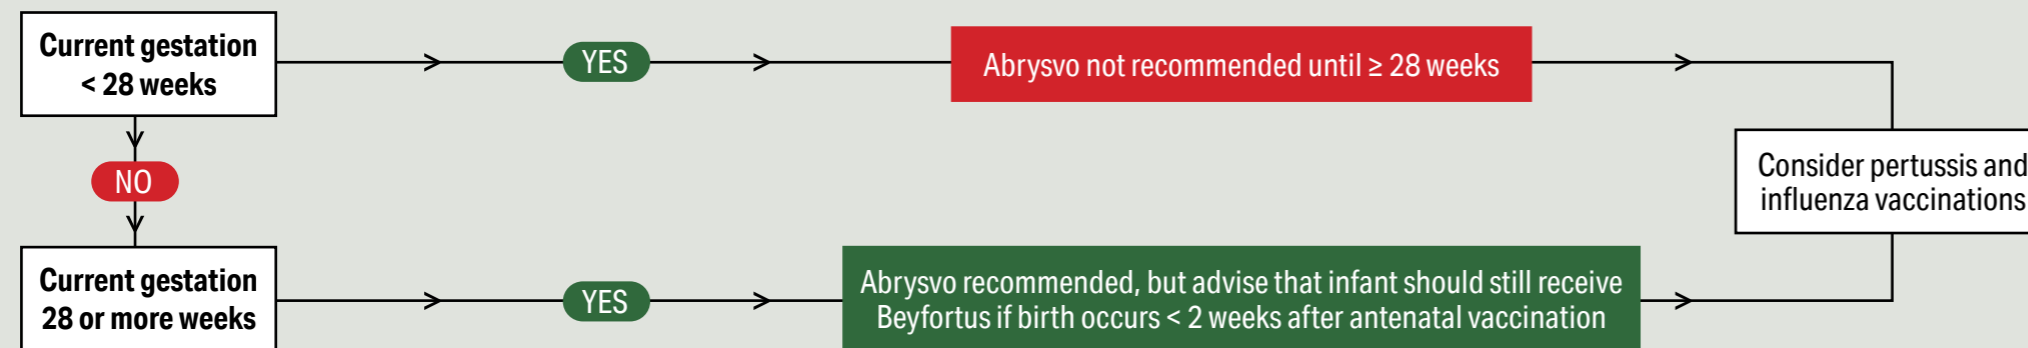 Current gestation
< 28 weeks
YES
Abrysvo not recommended until ≥ 28 weeks
NO
Consider pertussis and
influenza vaccinations
Current gestation
28 or more weeks
YES
Abrysvo recommended, but advise that infant should still receive
Beyfortus if birth occurs < 2 weeks after antenatal vaccination